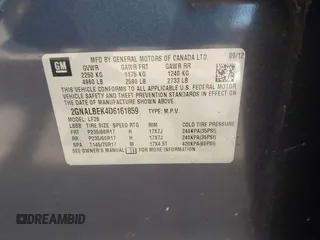 GM
MFD BY GENERAL MOTORS OF CANADA LTD.
09/12
GVWR GAWR FRT GAWR RR
2250 KG 1175 KG 1240 KG
4960 LB 2590 LB 2733 LB
THIS VEHICLE CONFORMS TO ALL APPLICABLE U.S. FEDERAL MOTOR
VEHICLE SAFETY AND THEFT PREVENTION STANDARDS IN EFFECT ON THE
DATE OF MANUFACTURE SHOWN ABOVE.
2GNALBEK4D6161859 TYPE: M.P.V.
MODEL: LF26
TIRE SIZE SPEED RTG RIM COLD TIRE PRESSURE
FRT P235/65R17 H 17X7J 240KPA(35PSI)
RR P235/65R17 H 17X7J 240KPA(35PSI)
SPA T145/70R17 M 17X4.5T 420KPA(60PSI)
SEE OWNER'S MANUAL FOR MORE INFORMATION
DREAMBID